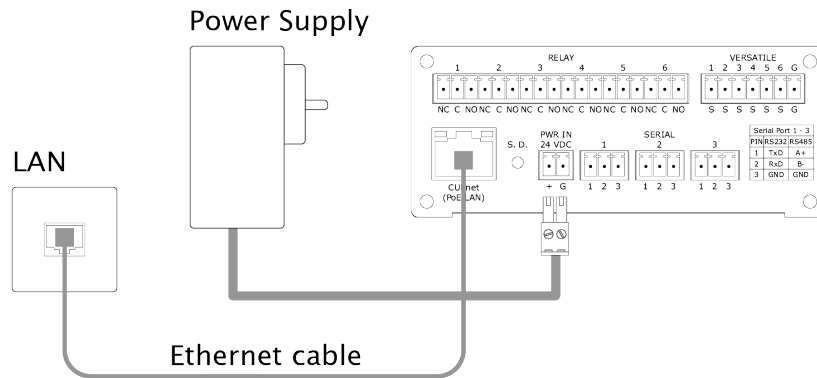 Power Supply
LAN
Ethernet cable
RELAY
1 2 3 4 5 6
NC C NO NC C NO NC C NO NC C NO NC C NO NC C NO
VERSATILE
1 2 3 4 5 6 G
S S S S S S G
CUEnet
(PoE LAN)
S. D.
PWR IN
24 VDC
+ G
SERIAL
1 2 3
1 2 3 1 2 3 1 2 3
Serial Port 1 - 3
PIN RS232 RS485
1 TxD A+
2 RxD B-
3 GND GND